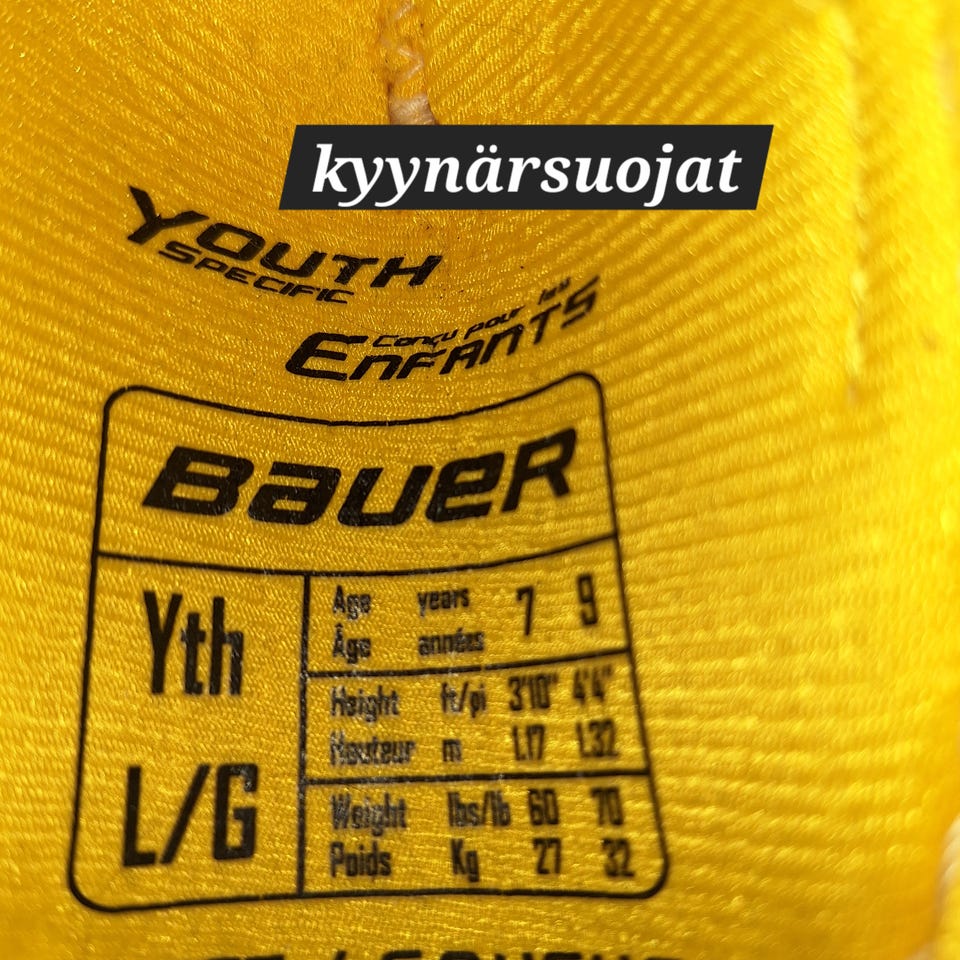 kyynärsuojat
YOUTH
SPECIFIC
Conçu pour les
ENFANTS
BAUER
Yth
L/G
Age years 7 9
Âge années
Height ft/pi 3'10" 4'4"
Hauteur m 1.17 1.32
Weight lbs/lb 60 70
Poids Kg 27 32